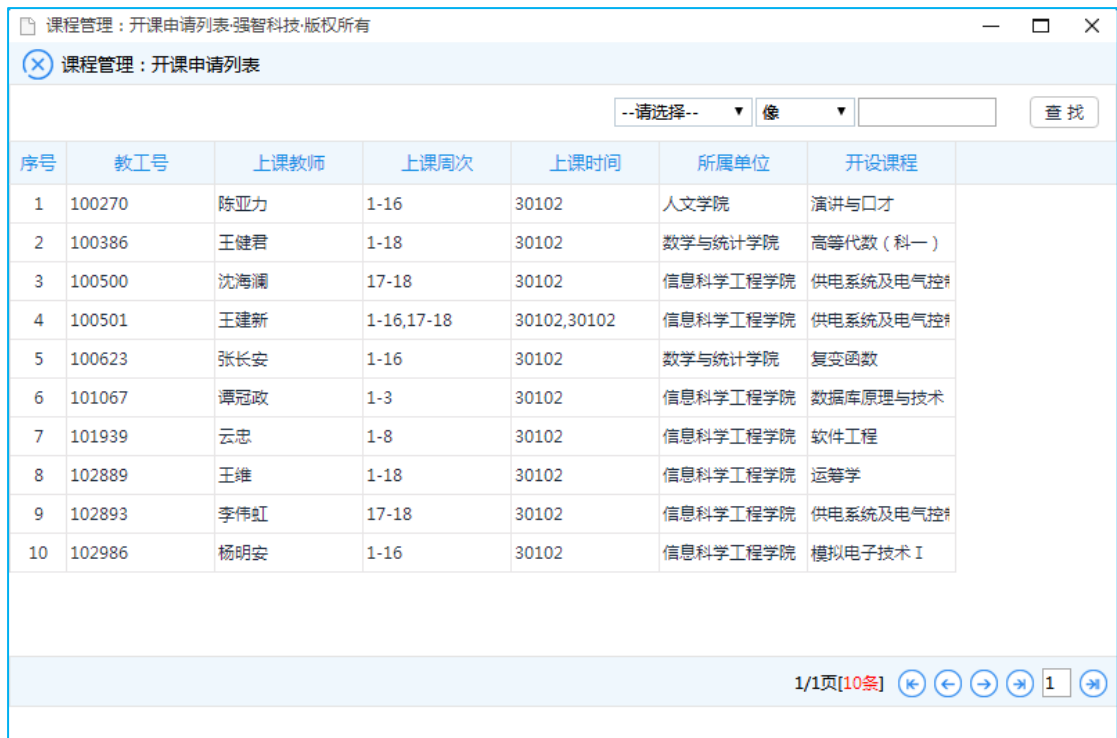 课程管理：开课申请列表·强智科技·版权所有
课程管理：开课申请列表
--请选择-- 像 查 找
序号 教工号 上课教师 上课周次 上课时间 所属单位 开设课程
1 100270 陈亚力 1-16 30102 人文学院 演讲与口才
2 100386 王健君 1-18 30102 数学与统计学院 高等代数（科一）
3 100500 沈海澜 17-18 30102 信息科学工程学院 供电系统及电气控
4 100501 王建新 1-16,17-18 30102,30102 信息科学工程学院 供电系统及电气控
5 100623 张长安 1-16 30102 数学与统计学院 复变函数
6 101067 谭冠政 1-3 30102 信息科学工程学院 数据库原理与技术
7 101939 云忠 1-8 30102 信息科学工程学院 软件工程
8 102889 王维 1-18 30102 信息科学工程学院 运筹学
9 102893 李伟虹 17-18 30102 信息科学工程学院 供电系统及电气控
10 102986 杨明安 1-16 30102 信息科学工程学院 模拟电子技术 I
1/1页[10条] 1